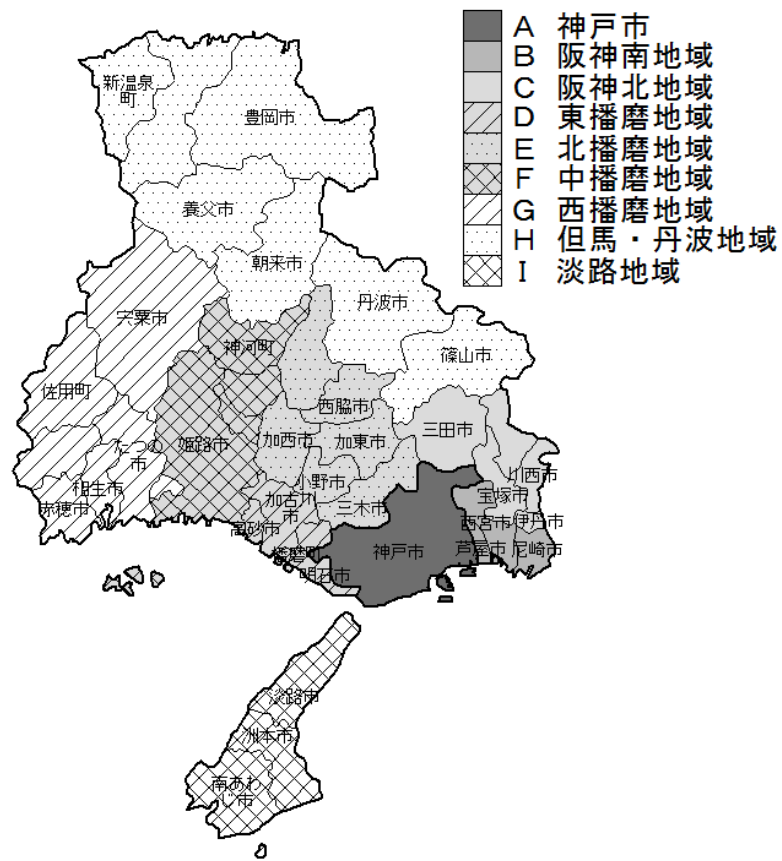 A 神戸市
B 阪神南地域
C 阪神北地域
D 東播磨地域
E 北播磨地域
F 中播磨地域
G 西播磨地域
H 但馬・丹波地域
I 淡路地域
新温泉
町
豊岡市
養父市
朝来市
丹波市
宍粟市
神河町
篠山市
佐用町
西脇市
姫路市
加西市
加東市
三田市
たつの
市
川西市
相生市
小野市
宝塚市
赤穂市
加古川
市
三木市
高砂市
西宮市
伊丹市
播磨町
神戸市
芦屋市
尼崎市
明石市
淡路市
洲本市
南あわ
じ市